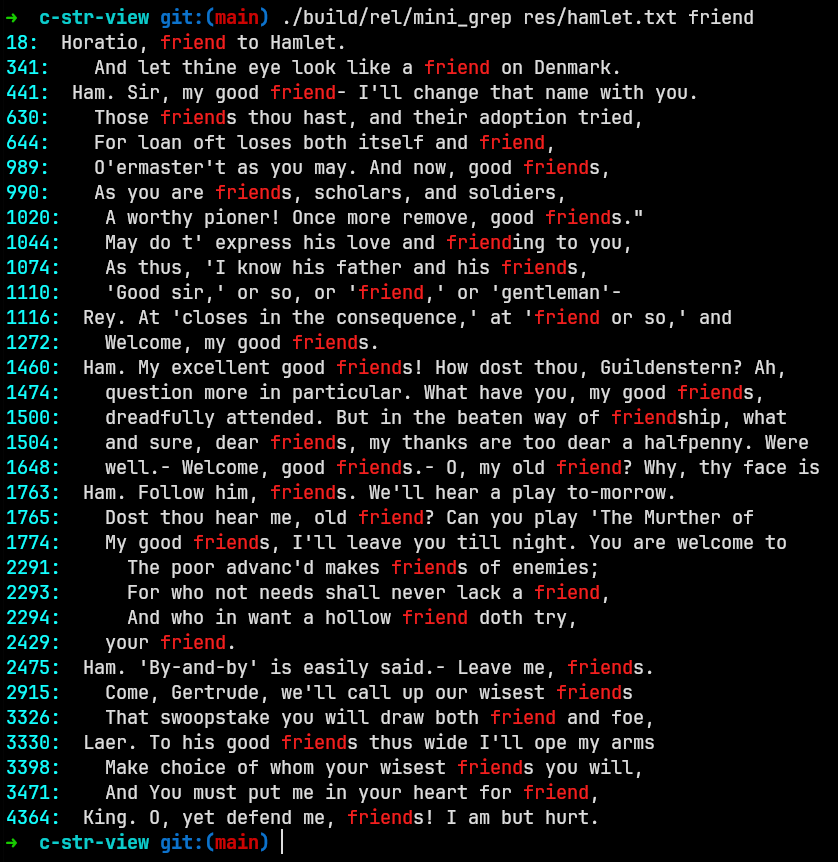 ➜  c-str-view git:(main) ./build/rel/mini_grep res/hamlet.txt friend
18:  Horatio, friend to Hamlet.
341:    And let thine eye look like a friend on Denmark.
441:  Ham. Sir, my good friend- I'll change that name with you.
630:    Those friends thou hast, and their adoption tried,
644:    For loan oft loses both itself and friend,
989:    O'ermaster't as you may. And now, good friends,
990:    As you are friends, scholars, and soldiers,
1020:    A worthy pioner! Once more remove, good friends."
1044:    May do t' express his love and friending to you,
1074:    As thus, 'I know his father and his friends,
1110:    'Good sir,' or so, or 'friend,' or 'gentleman'-
1116:  Rey. At 'closes in the consequence,' at 'friend or so,' and
1272:    Welcome, my good friends.
1460:  Ham. My excellent good friends! How dost thou, Guildenstern? Ah,
1474:    question more in particular. What have you, my good friends,
1500:    dreadfully attended. But in the beaten way of friendship, what
1504:    and sure, dear friends, my thanks are too dear a halfpenny. Were
1648:    well.- Welcome, good friends.- O, my old friend? Why, thy face is
1763:  Ham. Follow him, friends. We'll hear a play to-morrow.
1765:    Dost thou hear me, old friend? Can you play 'The Murther of
1774:    My good friends, I'll leave you till night. You are welcome to
2291:      The poor advanc'd makes friends of enemies;
2293:      For who not needs shall never lack a friend,
2294:      And who in want a hollow friend doth try,
2429:    your friend.
2475:  Ham. 'By-and-by' is easily said.- Leave me, friends.
2915:    Come, Gertrude, we'll call up our wisest friends
3326:    That swoopstake you will draw both friend and foe,
3330:  Laer. To his good friends thus wide I'll ope my arms
3398:    Make choice of whom your wisest friends you will,
3471:    And You must put me in your heart for friend,
4364:  King. O, yet defend me, friends! I am but hurt.
➜  c-str-view git:(main)